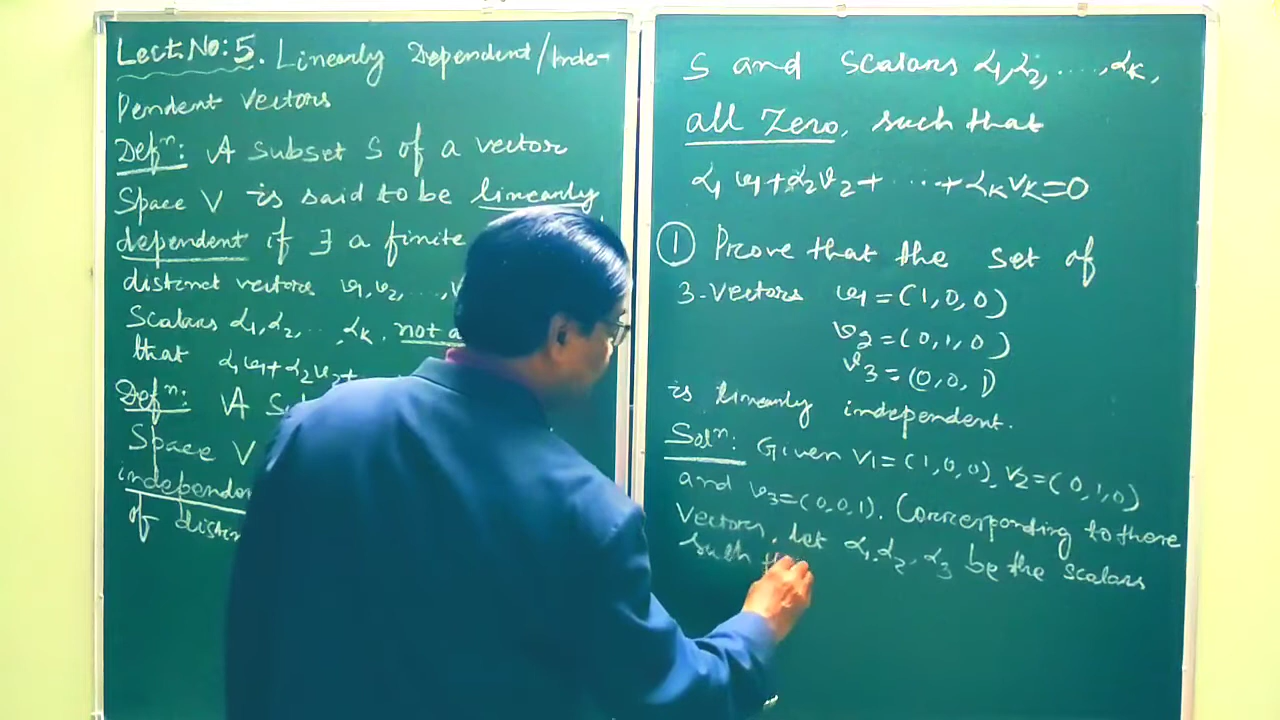 Lect.No:5. Linearly Dependent/Inde-
pendent Vectors
Defⁿ: A subset S of a vector
Space V is said to be linearly
dependent if ∃ a finite
distinct vectors v1, v2, ...,
Scalars α1, α2, ... αk, not a
that α1v1+α2v2+
Defⁿ: A Su
Space V
independen
of distin
S and Scalars α1, α2, ...., αk,
all Zero, such that
α1 v1+α2v2+ ... + αkvk=0
① Prove that the set of
3-vectors v1=(1,0,0)
v2=(0,1,0)
v3=(0,0,1)
is linearly independent.
Solⁿ: Given v1=(1,0,0), v2=(0,1,0)
and v3=(0,0,1). Corresponding to these
vectors, let α1, α2, α3 be the scalars
such th